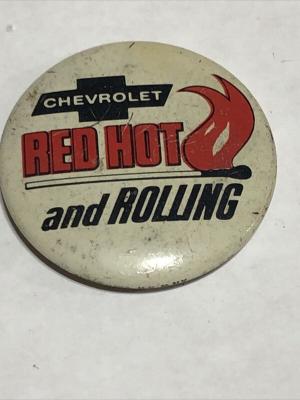 CHEVROLET
RED HOT
and ROLLING